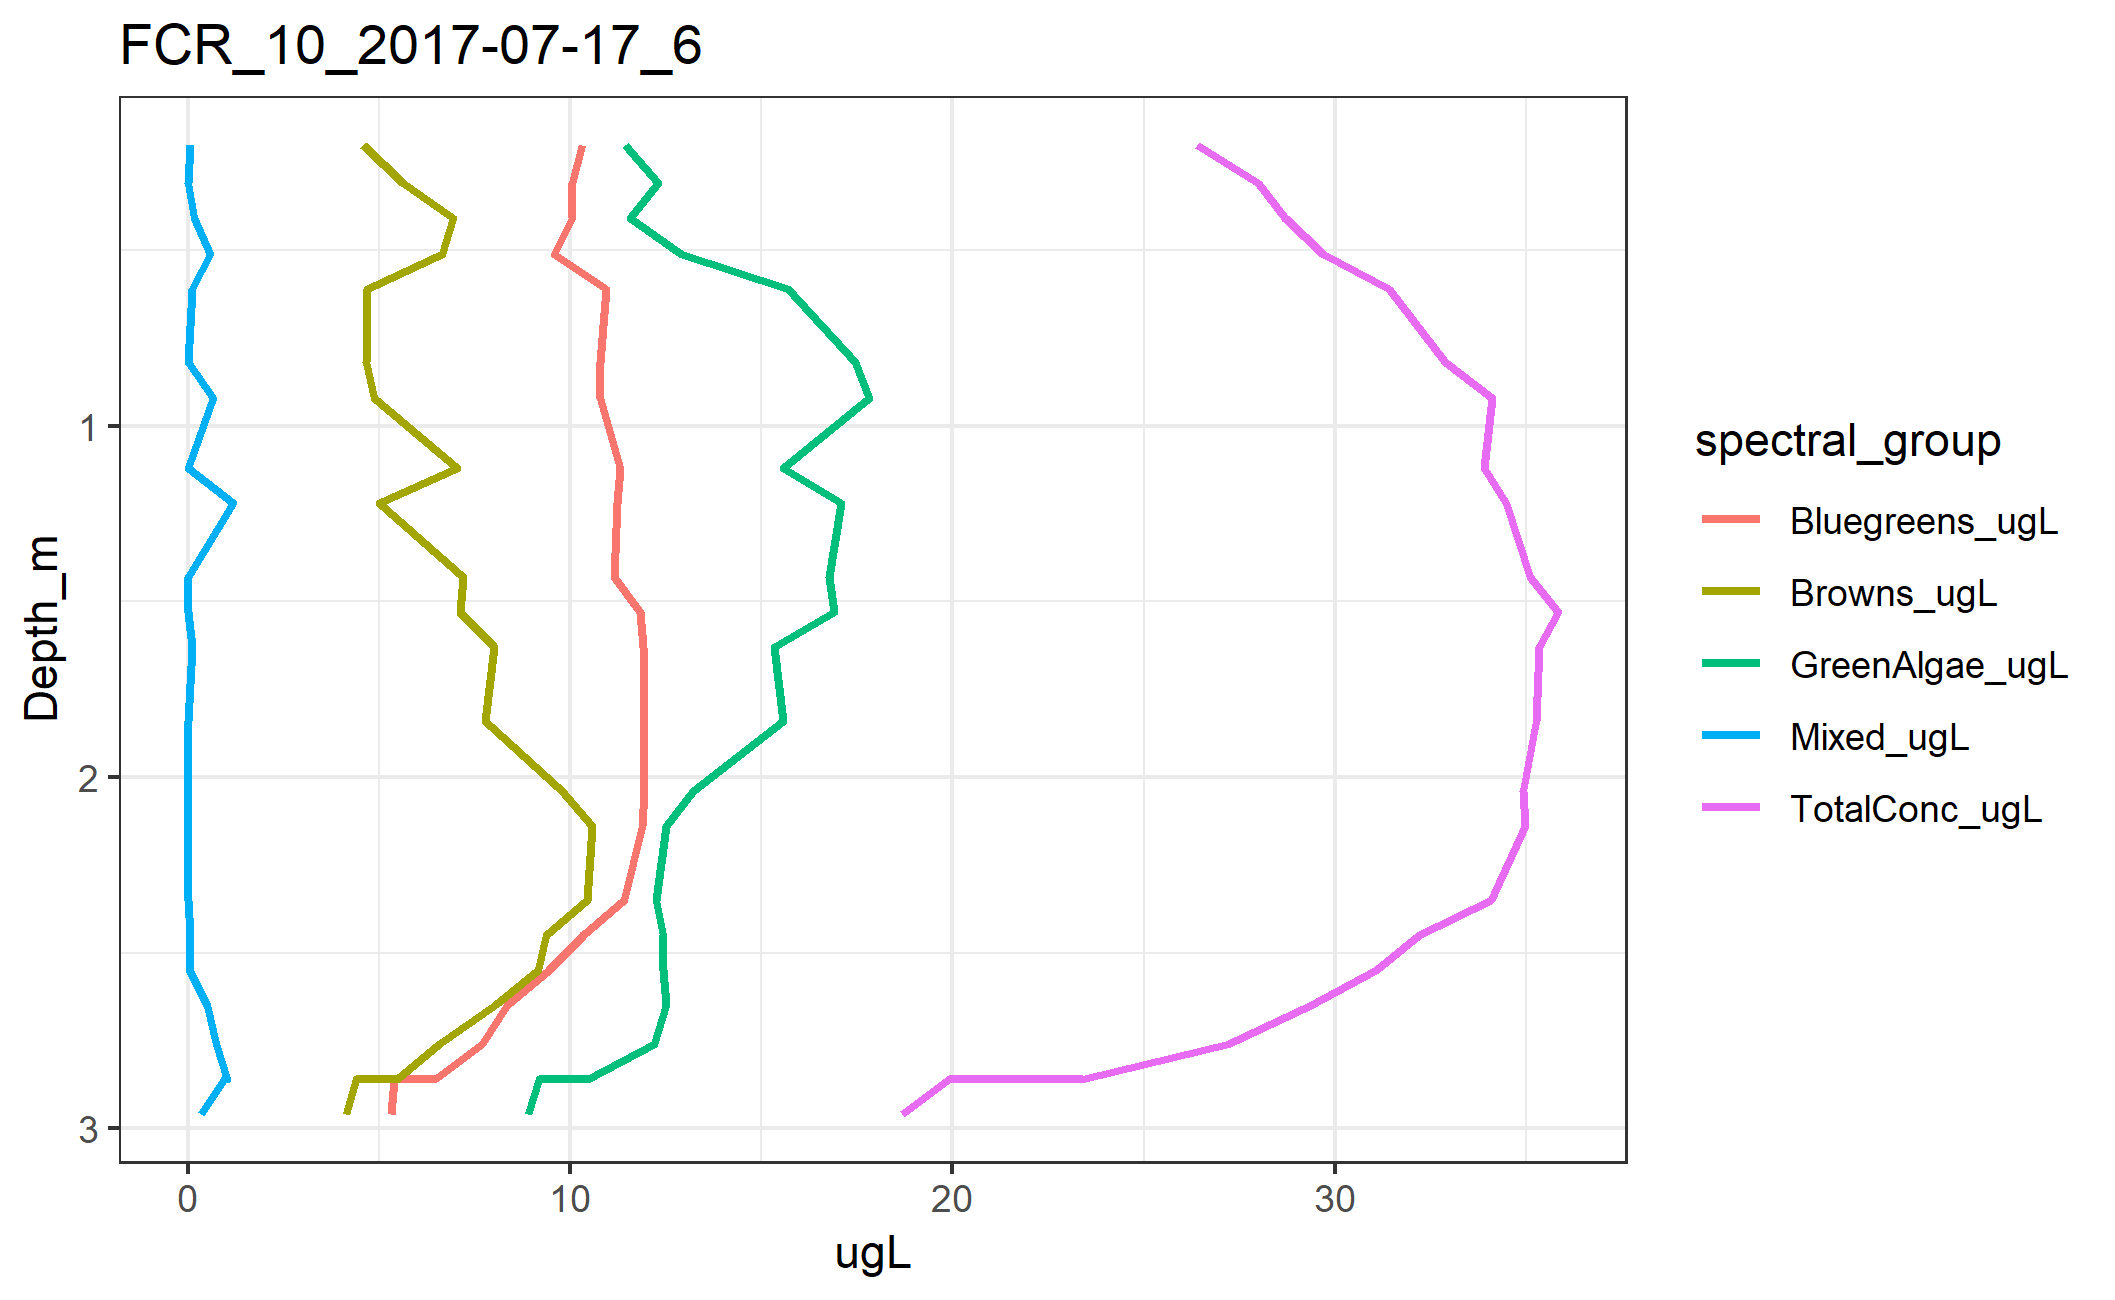 FCR_10_2017-07-17_6
Depth_m
1
2
3
0 10 20 30
ugL
spectral_group
Bluegreens_ugL
Browns_ugL
GreenAlgae_ugL
Mixed_ugL
TotalConc_ugL